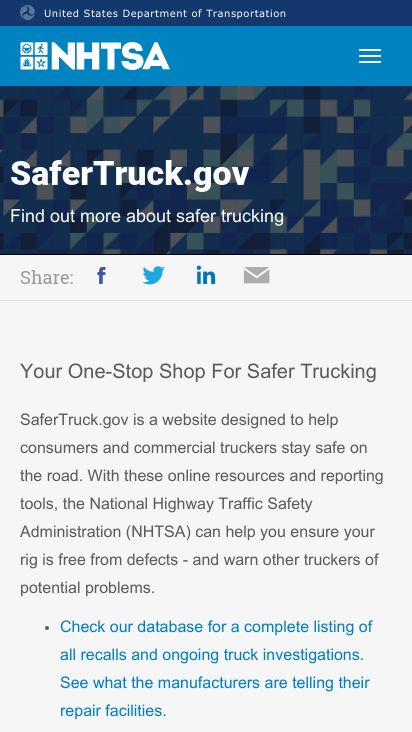 United States Department of Transportation
NHTSA
SaferTruck.gov
Find out more about safer trucking
Share:
Your One-Stop Shop For Safer Trucking
SaferTruck.gov is a website designed to help
consumers and commercial truckers stay safe on
the road. With these online resources and reporting
tools, the National Highway Traffic Safety
Administration (NHTSA) can help you ensure your
rig is free from defects - and warn other truckers of
potential problems.
• Check our database for a complete listing of
all recalls and ongoing truck investigations.
See what the manufacturers are telling their
repair facilities.